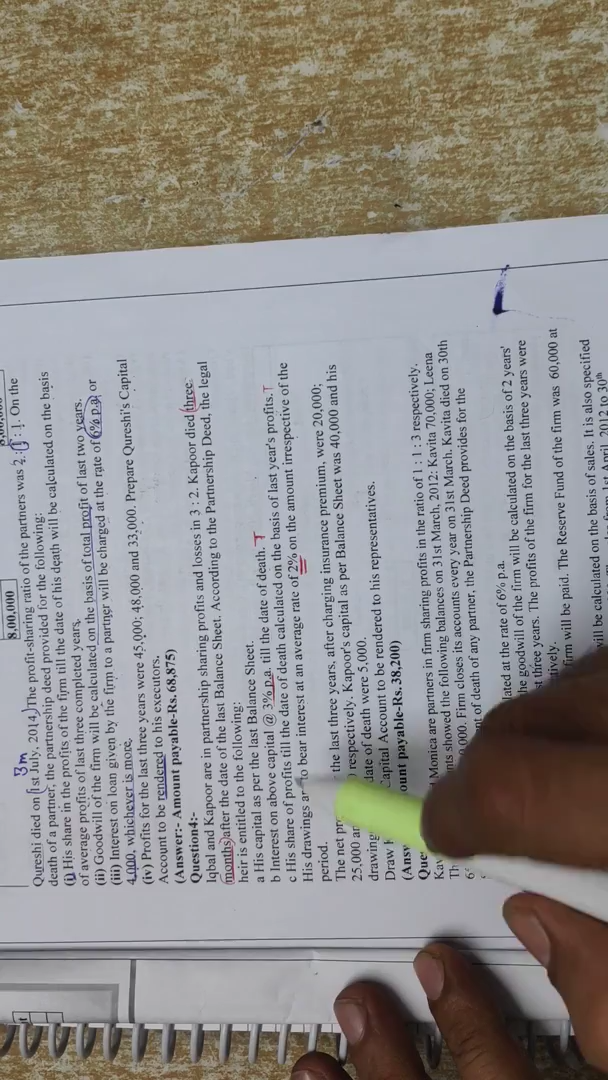 8,00,000
3m
Qureshi died on 1st July, 2014. The profit-sharing ratio of the partners was 2 : 1. On the
death of a partner, the partnership deed provided for the following:
(i) His share in the profits of the firm till the date of his death will be calculated on the basis
of average profits of last three completed years.
(ii) Goodwill of the firm will be calculated on the basis of total profit of last two years.
(iii) Interest on loan given by the firm to a partner will be charged at the rate of 6% p.a. or
4,000, whichever is more.
(iv) Profits for the last three years were 45,000; 48,000 and 33,000. Prepare Qureshi's Capital
Account to be rendered to his executors.
(Answer:- Amount payable-Rs. 68,875)
Question4:-
Iqbal and Kapoor are in partnership sharing profits and losses in 3 : 2. Kapoor died three
months after the date of the last Balance Sheet. According to the Partnership Deed, the legal
heir is entitled to the following:
a His capital as per the last Balance Sheet.
b Interest on above capital @ 3% p.a. till the date of death. T
c His share of profits till the date of death calculated on the basis of last year's profits. T
His drawings to bear interest at an average rate of 2% on the amount irrespective of the
period.
The net the last three years, after charging insurance premium, were 20,000;
25,000 respectively. Kapoor's capital as per Balance Sheet was 40,000 and his
drawing date of death were 5,000.
Draw Capital Account to be rendered to his representatives.
payable-Rs. 38,200)
Monica are partners in firm sharing profits in the ratio of 1 : 1 : 3 respectively.
showed the following balances on 31st March, 2012: Kavita 70,000; Leena
Firm closes its accounts every year on 31st March. Kavita died on 30th
of death of any partner, the Partnership Deed provides for the
at the rate of 6% p.a.
the goodwill of the firm will be calculated on the basis of 2 years'
three years. The profits of the firm for the last three years were
firm will be paid. The Reserve Fund of the firm was 60,000 at
will be calculated on the basis of sales. It is also specified
April, 2012 to 30th